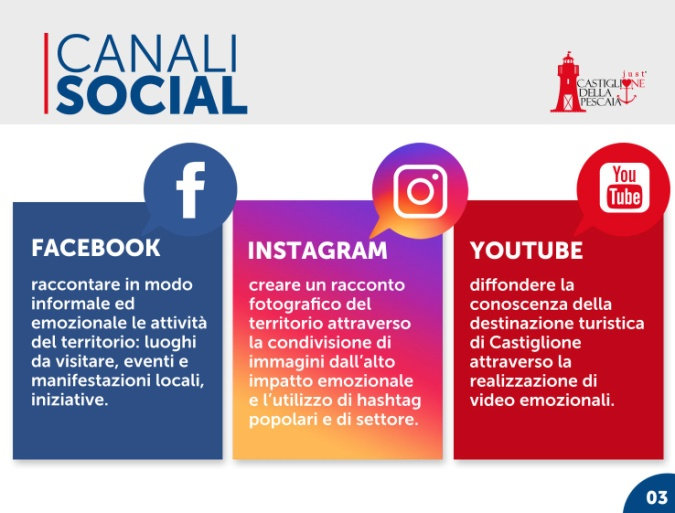 CANALI
SOCIAL
just
CASTIGLIONE
DELLA
PESCAIA
f
You
Tube
FACEBOOK
raccontare in modo
informale ed
emozionale le attività
del territorio: luoghi
da visitare, eventi e
manifestazioni locali,
iniziative.
INSTAGRAM
creare un racconto
fotografico del
territorio attraverso
la condivisione di
immagini dall'alto
impatto emozionale
e l'utilizzo di hashtag
popolari e di settore.
YOUTUBE
diffondere la
conoscenza della
destinazione turistica
di Castiglione
attraverso la
realizzazione di
video emozionali.
03